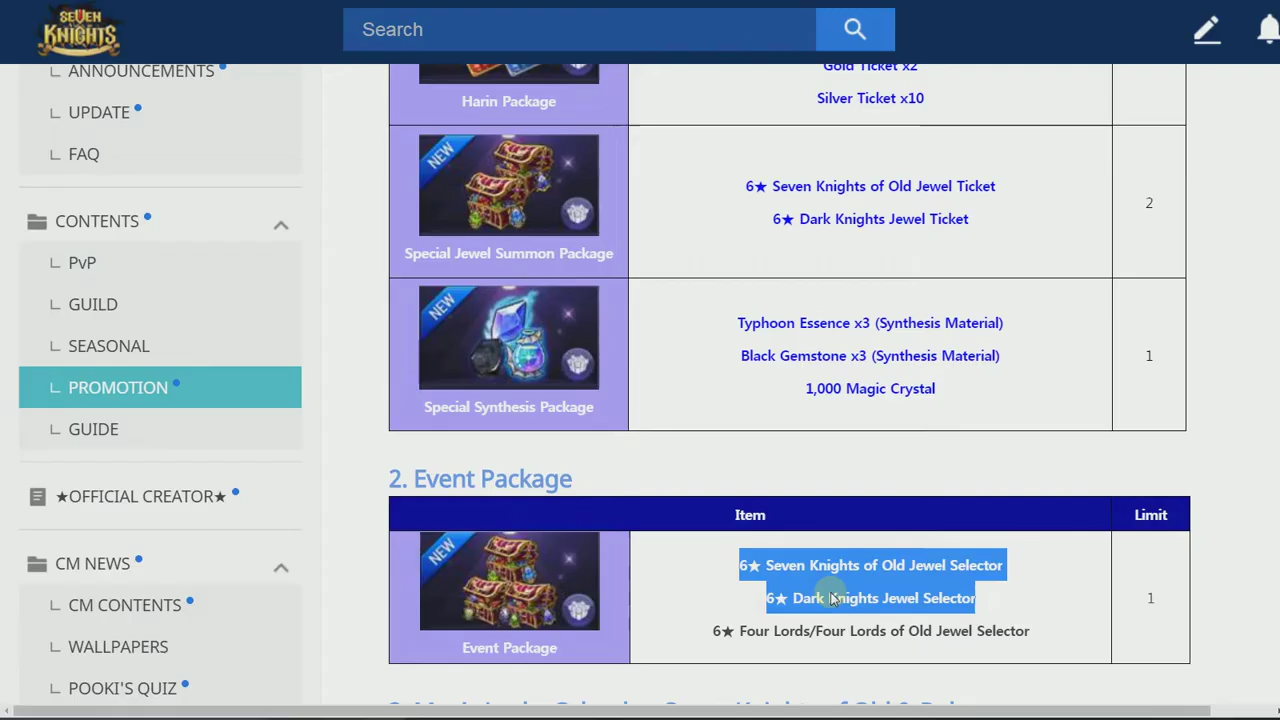 SEVEN
KNIGHTS
Search
ANNOUNCEMENTS
UPDATE
FAQ
CONTENTS
PvP
GUILD
SEASONAL
PROMOTION
GUIDE
★OFFICIAL CREATOR★
CM NEWS
CM CONTENTS
WALLPAPERS
POOKI'S QUIZ
Gold Ticket x2
Harin Package
Silver Ticket x10
NEW
Special Jewel Summon Package
6★ Seven Knights of Old Jewel Ticket
6★ Dark Knights Jewel Ticket
2
NEW
Special Synthesis Package
Typhoon Essence x3 (Synthesis Material)
Black Gemstone x3 (Synthesis Material)
1,000 Magic Crystal
1
2. Event Package
Item Limit
NEW
Event Package
6★ Seven Knights of Old Jewel Selector
6★ Dark Knights Jewel Selector
6★ Four Lords/Four Lords of Old Jewel Selector
1